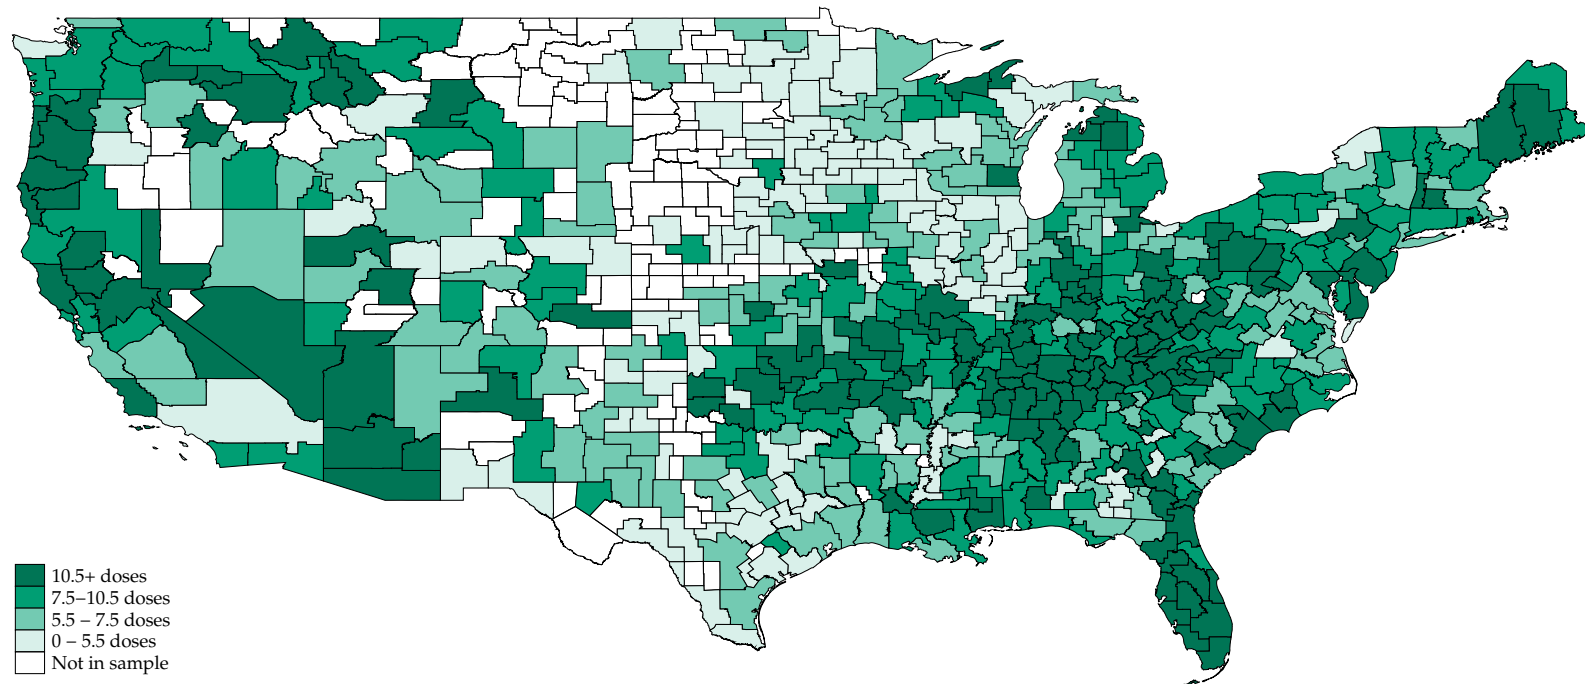 10.5+ doses
7.5–10.5 doses
5.5 – 7.5 doses
0 – 5.5 doses
Not in sample